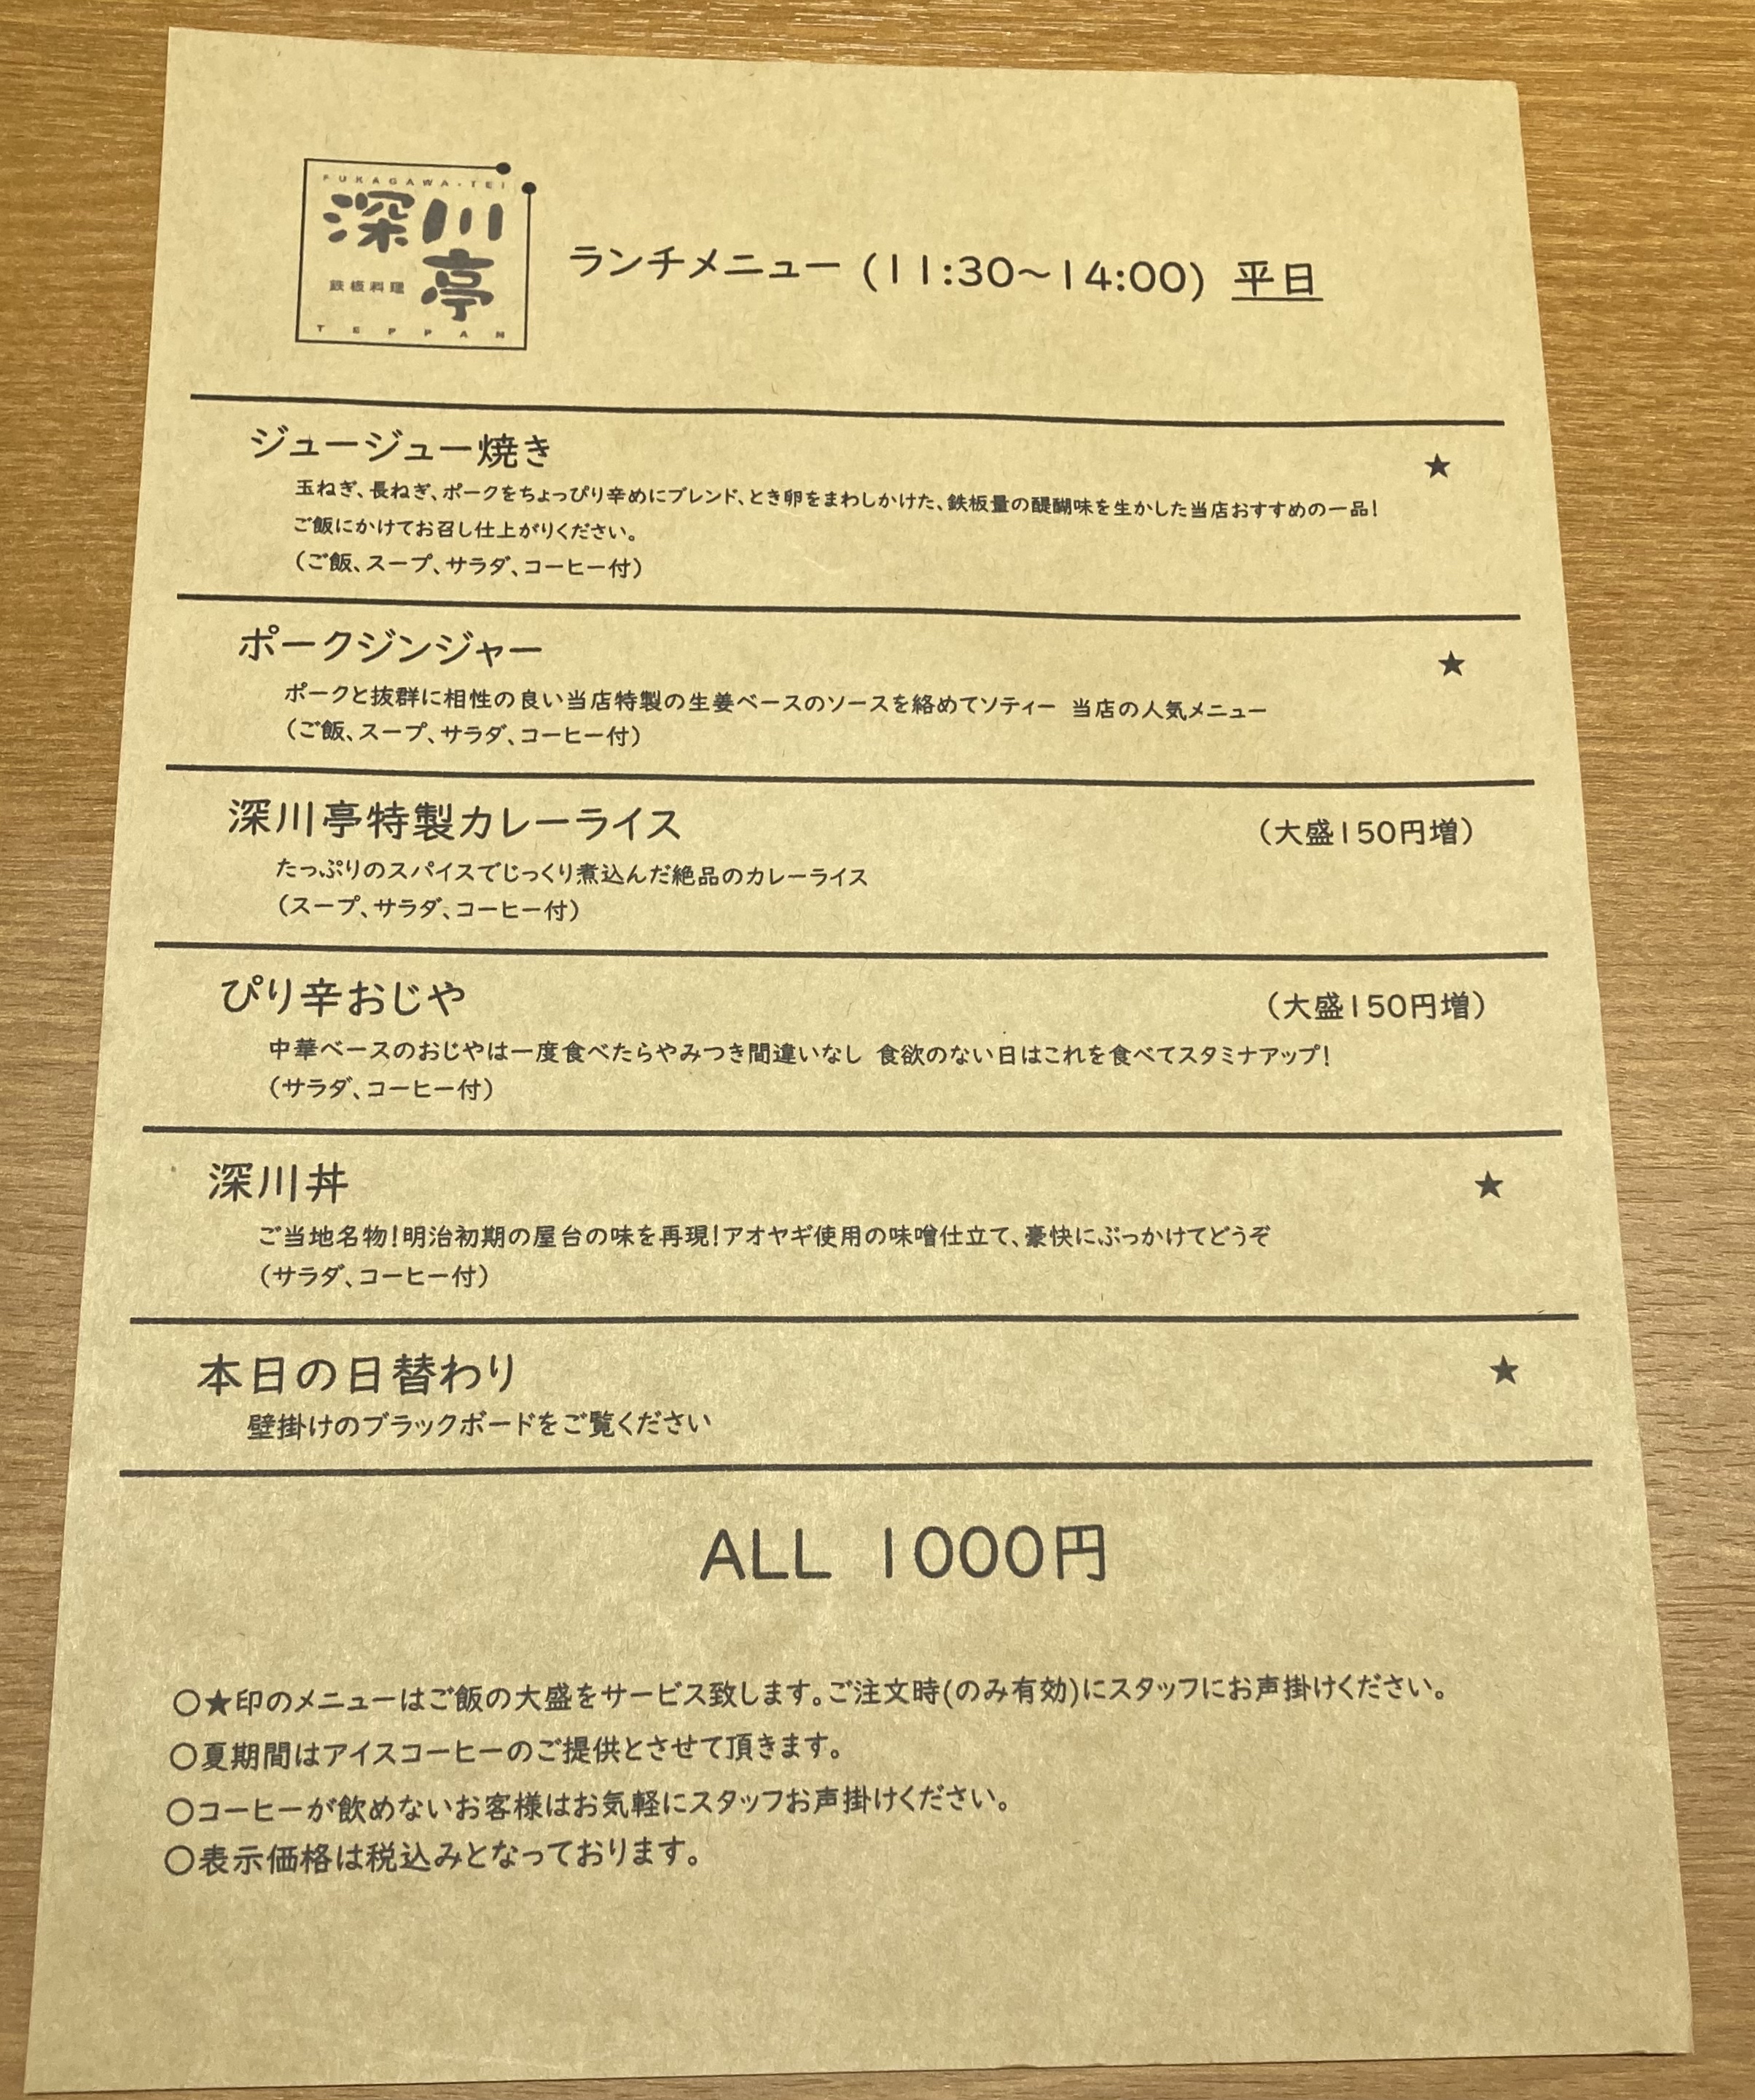 FUKAGAWA-TEI
深川亭
鉄板料理
TEPPAN
ランチメニュー (11:30～14:00) 平日
ジュージュー焼き ★
玉ねぎ、長ねぎ、ポークをちょっぴり辛めにブレンド、とき卵をまわしかけた、鉄板量の醍醐味を生かした当店おすすめの一品！
ご飯にかけてお召し仕上がりください。
（ご飯、スープ、サラダ、コーヒー付）
ポークジンジャー ★
ポークと抜群に相性の良い当店特製の生姜ベースのソースを絡めてソティー 当店の人気メニュー
（ご飯、スープ、サラダ、コーヒー付）
深川亭特製カレーライス （大盛150円増）
たっぷりのスパイスでじっくり煮込んだ絶品のカレーライス
（スープ、サラダ、コーヒー付）
ぴり辛おじや （大盛150円増）
中華ベースのおじやは一度食べたらやみつき間違いなし 食欲のない日はこれを食べてスタミナアップ！
（サラダ、コーヒー付）
深川丼 ★
ご当地名物！明治初期の屋台の味を再現！アオヤギ使用の味噌仕立て、豪快にぶっかけてどうぞ
（サラダ、コーヒー付）
本日の日替わり ★
壁掛けのブラックボードをご覧ください
ALL 1000円
○★印のメニューはご飯の大盛をサービス致します。ご注文時(のみ有効)にスタッフにお声掛けください。
○夏期間はアイスコーヒーのご提供とさせて頂きます。
○コーヒーが飲めないお客様はお気軽にスタッフお声掛けください。
○表示価格は税込みとなっております。